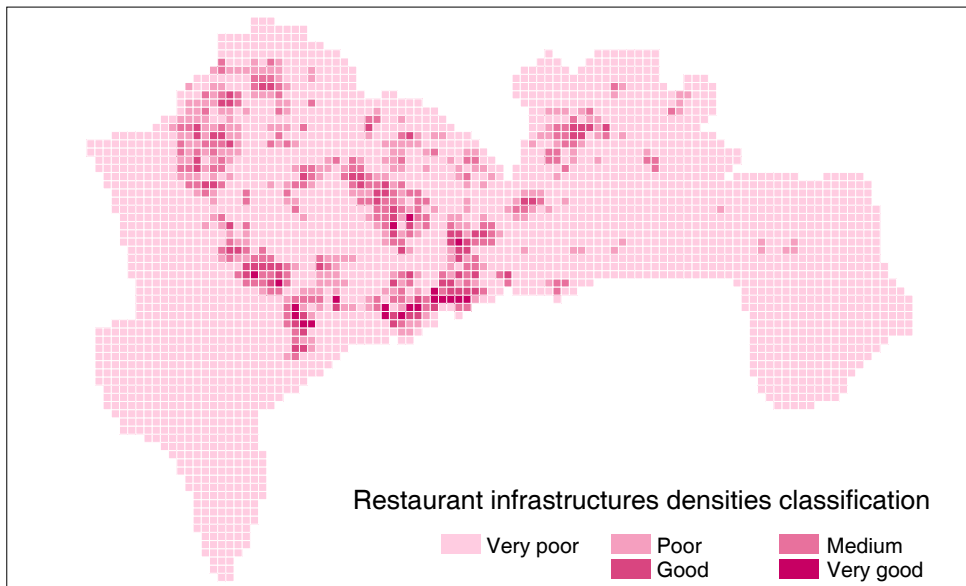 Restaurant infrastructures densities classification
Very poor Poor Medium
Good Very good